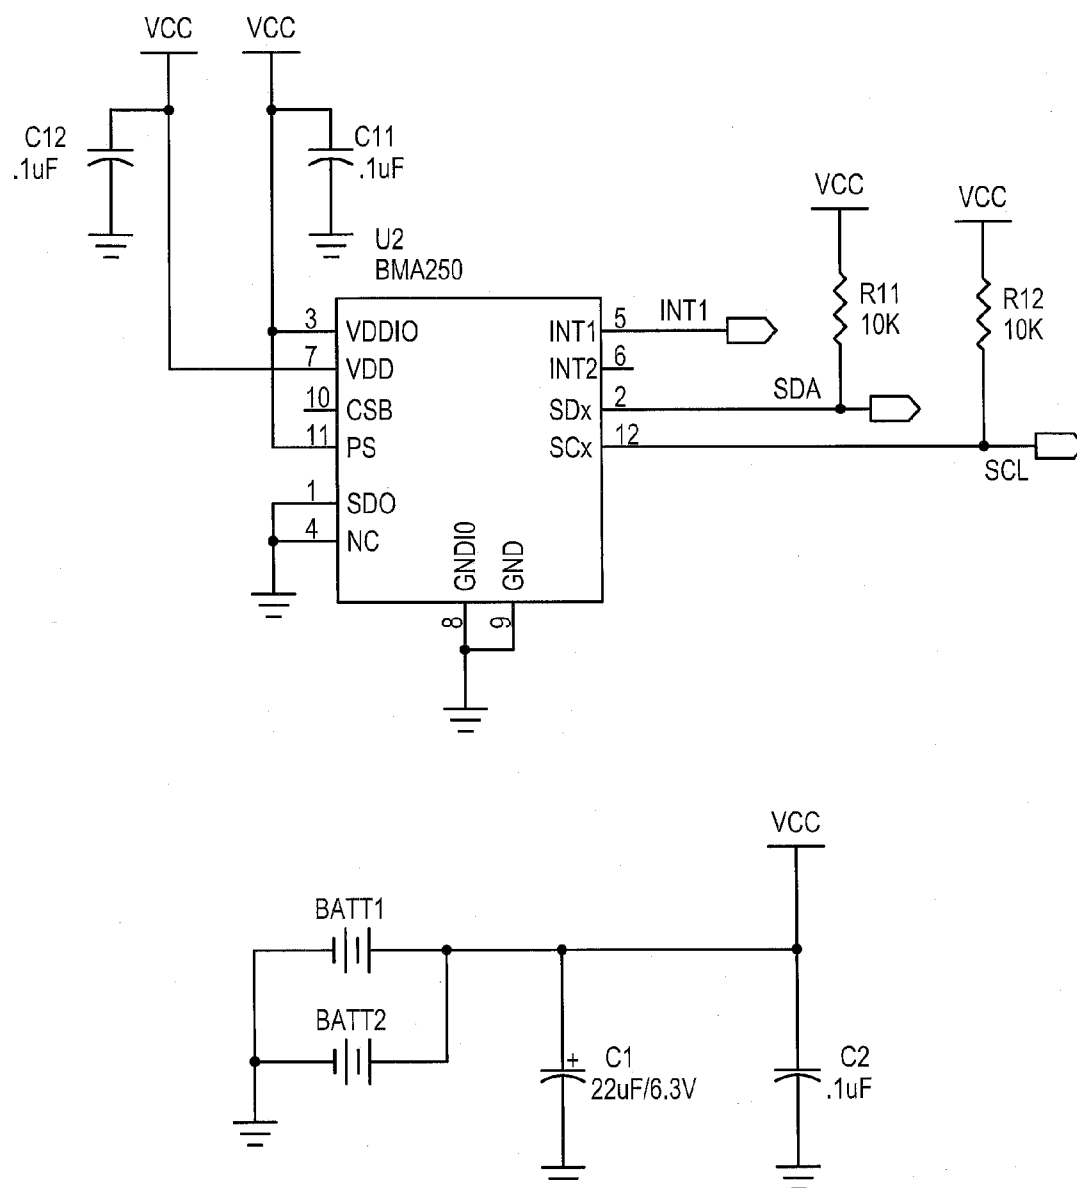 VCC VCC
C12
.1uF
C11
.1uF
U2
BMA250
VCC
VCC
R11
10K
R12
10K
3 VDDIO
7 VDD
10 CSB
11 PS
1 SDO
4 NC
INT1 5 INT1
INT2 6
SDx 2 SDA
SCx 12
SCL
GNDI0
GND
8
9
VCC
BATT1
BATT2
+ C1
22uF/6.3V
C2
.1uF